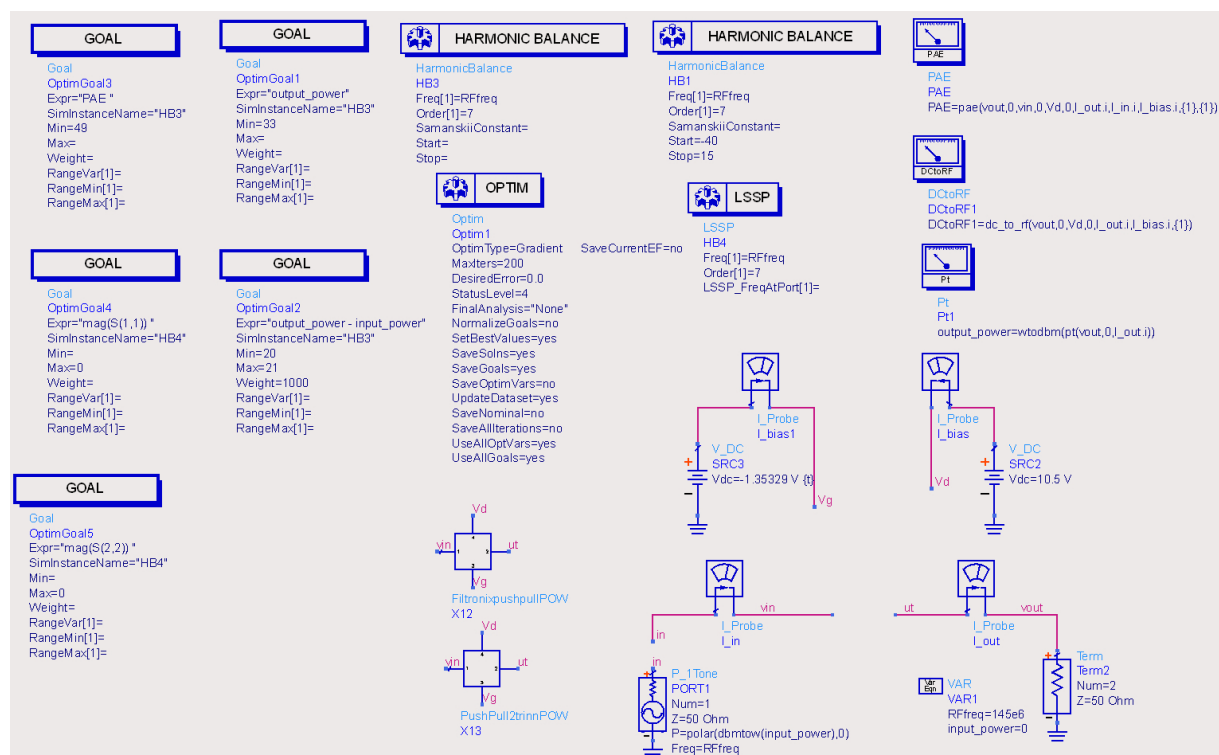 GOAL
Goal
OptimGoal3
Expr="PAE "
SimInstanceName="HB3"
Min=49
Max=
Weight=
RangeVar[1]=
RangeMin[1]=
RangeMax[1]=
GOAL
Goal
OptimGoal1
Expr="output_power"
SimInstanceName="HB3"
Min=33
Max=
Weight=
RangeVar[1]=
RangeMin[1]=
RangeMax[1]=
HARMONIC BALANCE
HarmonicBalance
HB3
Freq[1]=RFfreq
Order[1]=7
SamanskiiConstant=
Start=
Stop=
HARMONIC BALANCE
HarmonicBalance
HB1
Freq[1]=RFfreq
Order[1]=7
SamanskiiConstant=
Start=-40
Stop=15
PAE
PAE
PAE
PAE=pae(vout,0,vin,0,Vd,0,I_out.i,I_in.i,I_bias.i,{1},{1})
DCtoRF
DCtoRF
DCtoRF1
DCtoRF1=dc_to_rf(vout,0,Vd,0,I_out.i,I_bias.i,{1})
Pt
Pt
Pt1
output_power=wtodbm(pt(vout,0,I_out.i))
GOAL
Goal
OptimGoal4
Expr="mag(S(1,1)) "
SimInstanceName="HB4"
Min=
Max=0
Weight=
RangeVar[1]=
RangeMin[1]=
RangeMax[1]=
GOAL
Goal
OptimGoal2
Expr="output_power - input_power"
SimInstanceName="HB3"
Min=20
Max=21
Weight=1000
RangeVar[1]=
RangeMin[1]=
RangeMax[1]=
OPTIM
Optim
Optim1
OptimType=Gradient SaveCurrentEF=no
MaxIters=200
DesiredError=0.0
StatusLevel=4
FinalAnalysis="None"
NormalizeGoals=no
SetBestValues=yes
SaveSolns=yes
SaveGoals=yes
SaveOptimVars=no
UpdateDataset=yes
SaveNominal=no
SaveAllIterations=no
UseAllOptVars=yes
UseAllGoals=yes
LSSP
LSSP
HB4
Freq[1]=RFfreq
Order[1]=7
LSSP_FreqAtPort[1]=
I_Probe
I_bias1
V_DC
SRC3
Vdc=-1.35329 V {t}
Vg
I_Probe
I_bias
Vd
V_DC
SRC2
Vdc=10.5 V
GOAL
Goal
OptimGoal5
Expr="mag(S(2,2)) "
SimInstanceName="HB4"
Min=
Max=0
Weight=
RangeVar[1]=
RangeMin[1]=
RangeMax[1]=
Vd
vin
ut
Vg
FiltronixpushpullPOW
X12
Vd
vin
ut
Vg
PushPull2trinnPOW
X13
vin
in
I_Probe
I_in
in
P_1Tone
PORT1
Num=1
Z=50 Ohm
P=polar(dbmtow(input_power),0)
Freq=RFfreq
ut
vout
I_Probe
I_out
Term
Term2
Num=2
Z=50 Ohm
Var
Eqn
VAR
VAR1
RFfreq=145e6
input_power=0